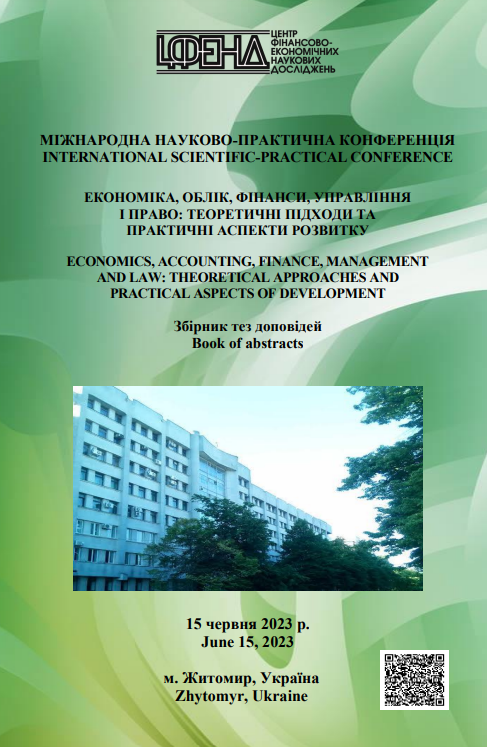 ЦФЕНД
ЦЕНТР
ФІНАНСОВО-
ЕКОНОМІЧНИХ
НАУКОВИХ
ДОСЛІДЖЕНЬ
МІЖНАРОДНА НАУКОВО-ПРАКТИЧНА КОНФЕРЕНЦІЯ
INTERNATIONAL SCIENTIFIC-PRACTICAL CONFERENCE
ЕКОНОМІКА, ОБЛІК, ФІНАНСИ, УПРАВЛІННЯ
І ПРАВО: ТЕОРЕТИЧНІ ПІДХОДИ ТА
ПРАКТИЧНІ АСПЕКТИ РОЗВИТКУ
ECONOMICS, ACCOUNTING, FINANCE, MANAGEMENT
AND LAW: THEORETICAL APPROACHES AND
PRACTICAL ASPECTS OF DEVELOPMENT
Збірник тез доповідей
Book of abstracts
15 червня 2023 р.
June 15, 2023
м. Житомир, Україна
Zhytomyr, Ukraine